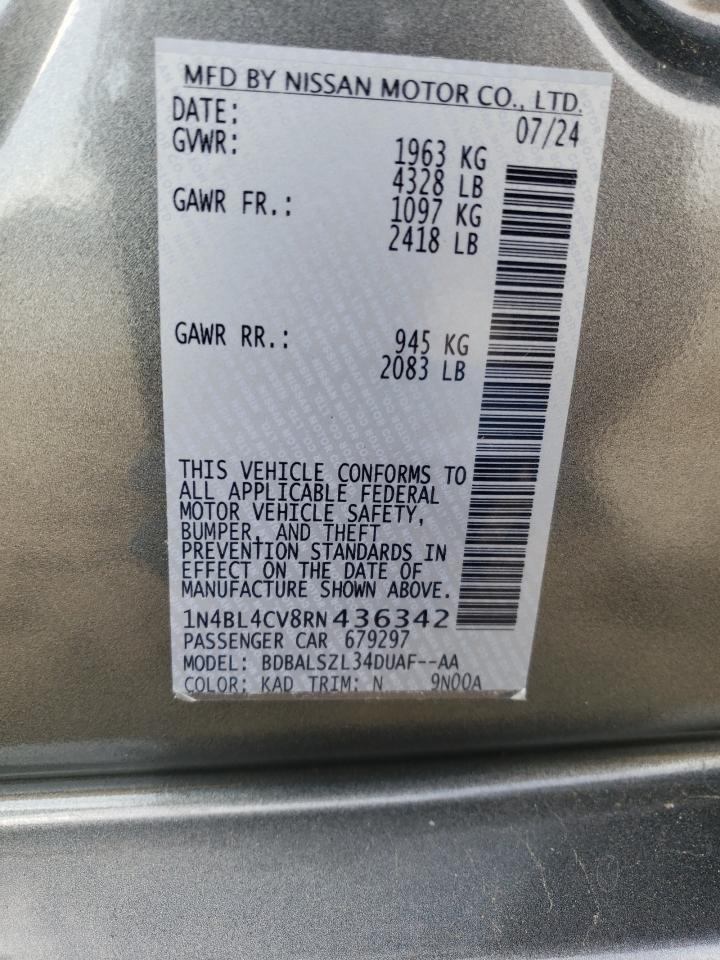 MFD BY NISSAN MOTOR CO., LTD.
DATE: 07/24
GVWR: 1963 KG
4328 LB
GAWR FR.: 1097 KG
2418 LB
GAWR RR.: 945 KG
2083 LB
THIS VEHICLE CONFORMS TO
ALL APPLICABLE FEDERAL
MOTOR VEHICLE SAFETY,
BUMPER, AND THEFT
PREVENTION STANDARDS IN
EFFECT ON THE DATE OF
MANUFACTURE SHOWN ABOVE.
1N4BL4CV8RN436342
PASSENGER CAR 679297
MODEL: BDBALSZL34DUAF--AA
COLOR: KAD TRIM: N 9N00A